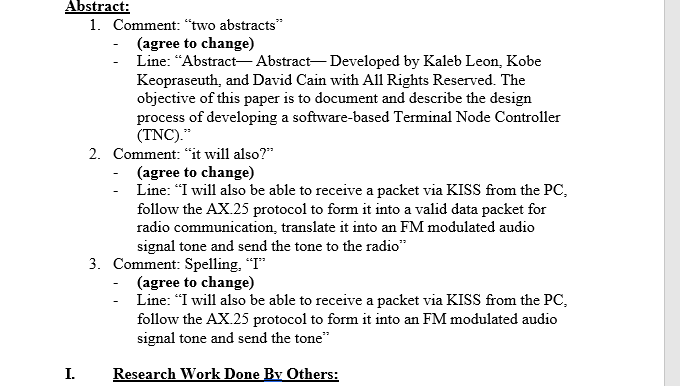 Abstract:
1. Comment: “two abstracts”
- (agree to change)
- Line: “Abstract— Abstract— Developed by Kaleb Leon, Kobe
Keopraseuth, and David Cain with All Rights Reserved. The
objective of this paper is to document and describe the design
process of developing a software-based Terminal Node Controller
(TNC).”
2. Comment: “it will also?”
- (agree to change)
- Line: “I will also be able to receive a packet via KISS from the PC,
follow the AX.25 protocol to form it into a valid data packet for
radio communication, translate it into an FM modulated audio
signal tone and send the tone to the radio”
3. Comment: Spelling, “I”
- (agree to change)
- Line: “I will also be able to receive a packet via KISS from the PC,
follow the AX.25 protocol to form it into an FM modulated audio
signal tone and send the tone”
I. Research Work Done By Others: